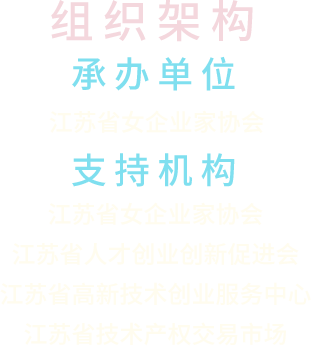 组织架构
承办单位
江苏省女企业家协会
支持机构
江苏省女企业家协会
江苏省人才创业创新促进会
江苏省高新技术创业服务中心
江苏省技术产权交易市场